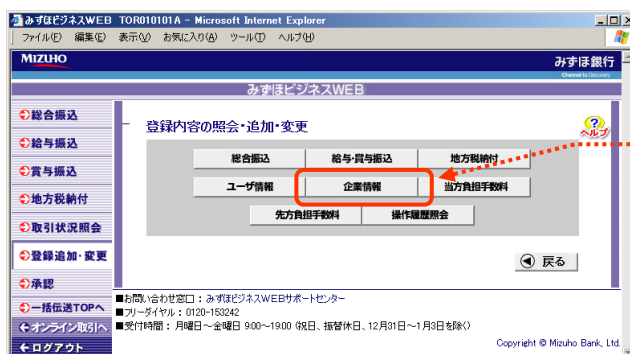 みずほビジネスWEB TOR010101A - Microsoft Internet Explorer
ファイル(F) 編集(E) 表示(V) お気に入り(A) ツール(T) ヘルプ(H)
MIZUHO
みずほ銀行
Channel to Discovery
みずほビジネスWEB
総合振込
給与振込
賞与振込
地方税納付
取引状況照会
登録追加・変更
承認
一括伝送TOPへ
オンライン取引へ
ログアウト
登録内容の照会・追加・変更
ヘルプ
総合振込 給与・賞与振込 地方税納付
ユーザ情報 企業情報 当方負担手数料
先方負担手数料 操作履歴照会
戻る
■お問い合わせ窓口：みずほビジネスWEBサポートセンター
■フリーダイヤル：0120-153242
■受付時間：月曜日～金曜日 9:00～19:00 (祝日、振替休日、12月31日～1月3日を除く)
Copyright © Mizuho Bank, Ltd.